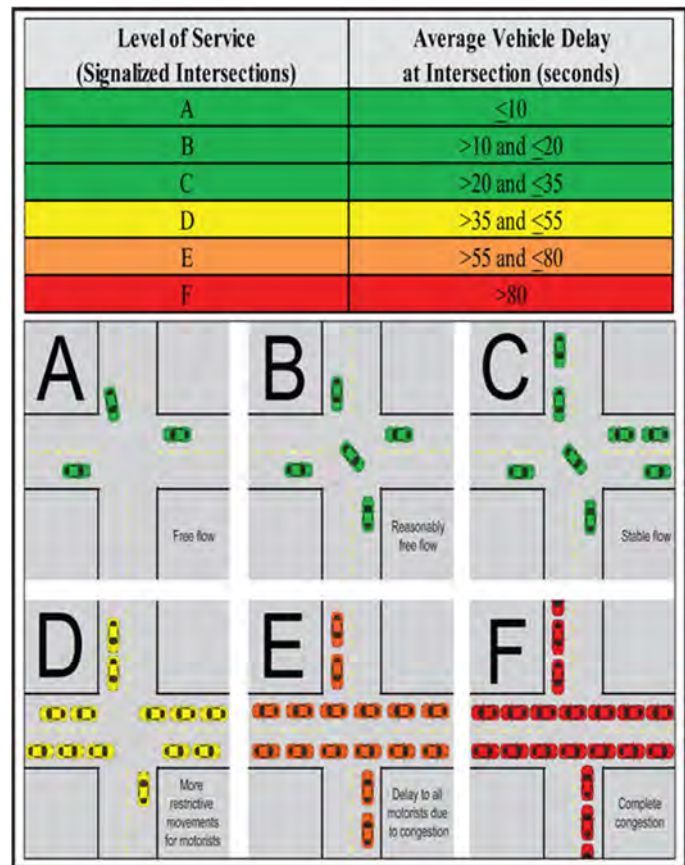 Level of Service
(Signalized Intersections)
Average Vehicle Delay
at Intersection (seconds)
A
≤10
B
>10 and ≤20
C
>20 and ≤35
D
>35 and ≤55
E
>55 and ≤80
F
>80
A
Free flow
B
Reasonably
free flow
C
Stable flow
D
More
restrictive
movements
for motorists
E
Delay to all
motorists due
to congestion
F
Complete
congestion